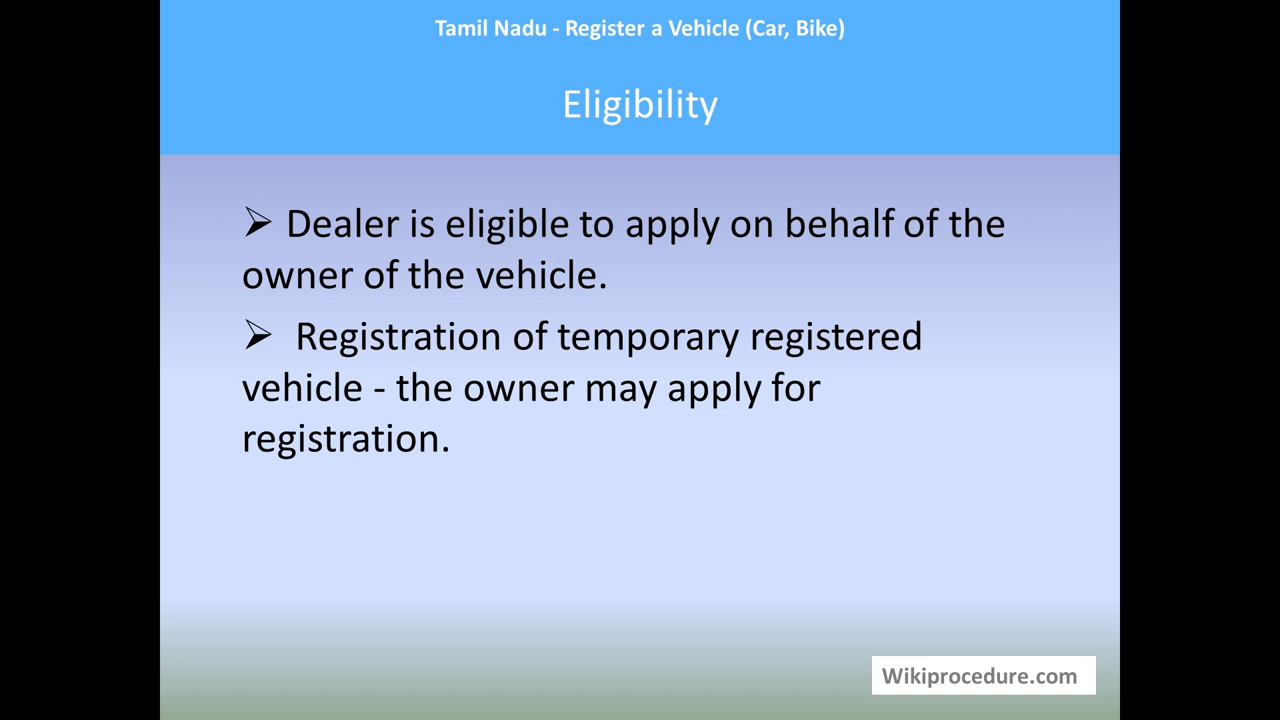 Tamil Nadu - Register a Vehicle (Car, Bike)
Eligibility
➢ Dealer is eligible to apply on behalf of the
owner of the vehicle.
➢ Registration of temporary registered
vehicle - the owner may apply for
registration.
Wikiprocedure.com